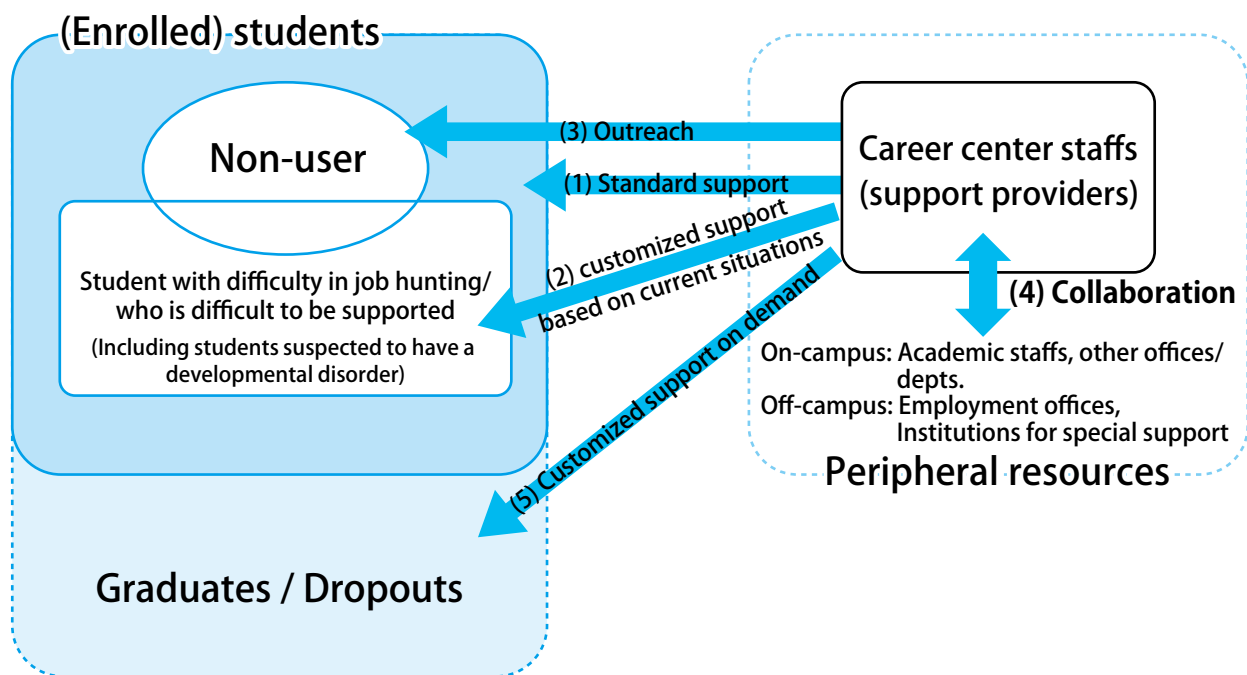 (Enrolled) students
Non-user
Student with difficulty in job hunting/
who is difficult to be supported
(Including students suspected to have a
developmental disorder)
Graduates / Dropouts
(3) Outreach
(1) Standard support
(2) customized support
based on current situations
(5) Customized support on demand
Career center staffs
(support providers)
(4) Collaboration
On-campus: Academic staffs, other offices/
depts.
Off-campus: Employment offices,
Institutions for special support
Peripheral resources